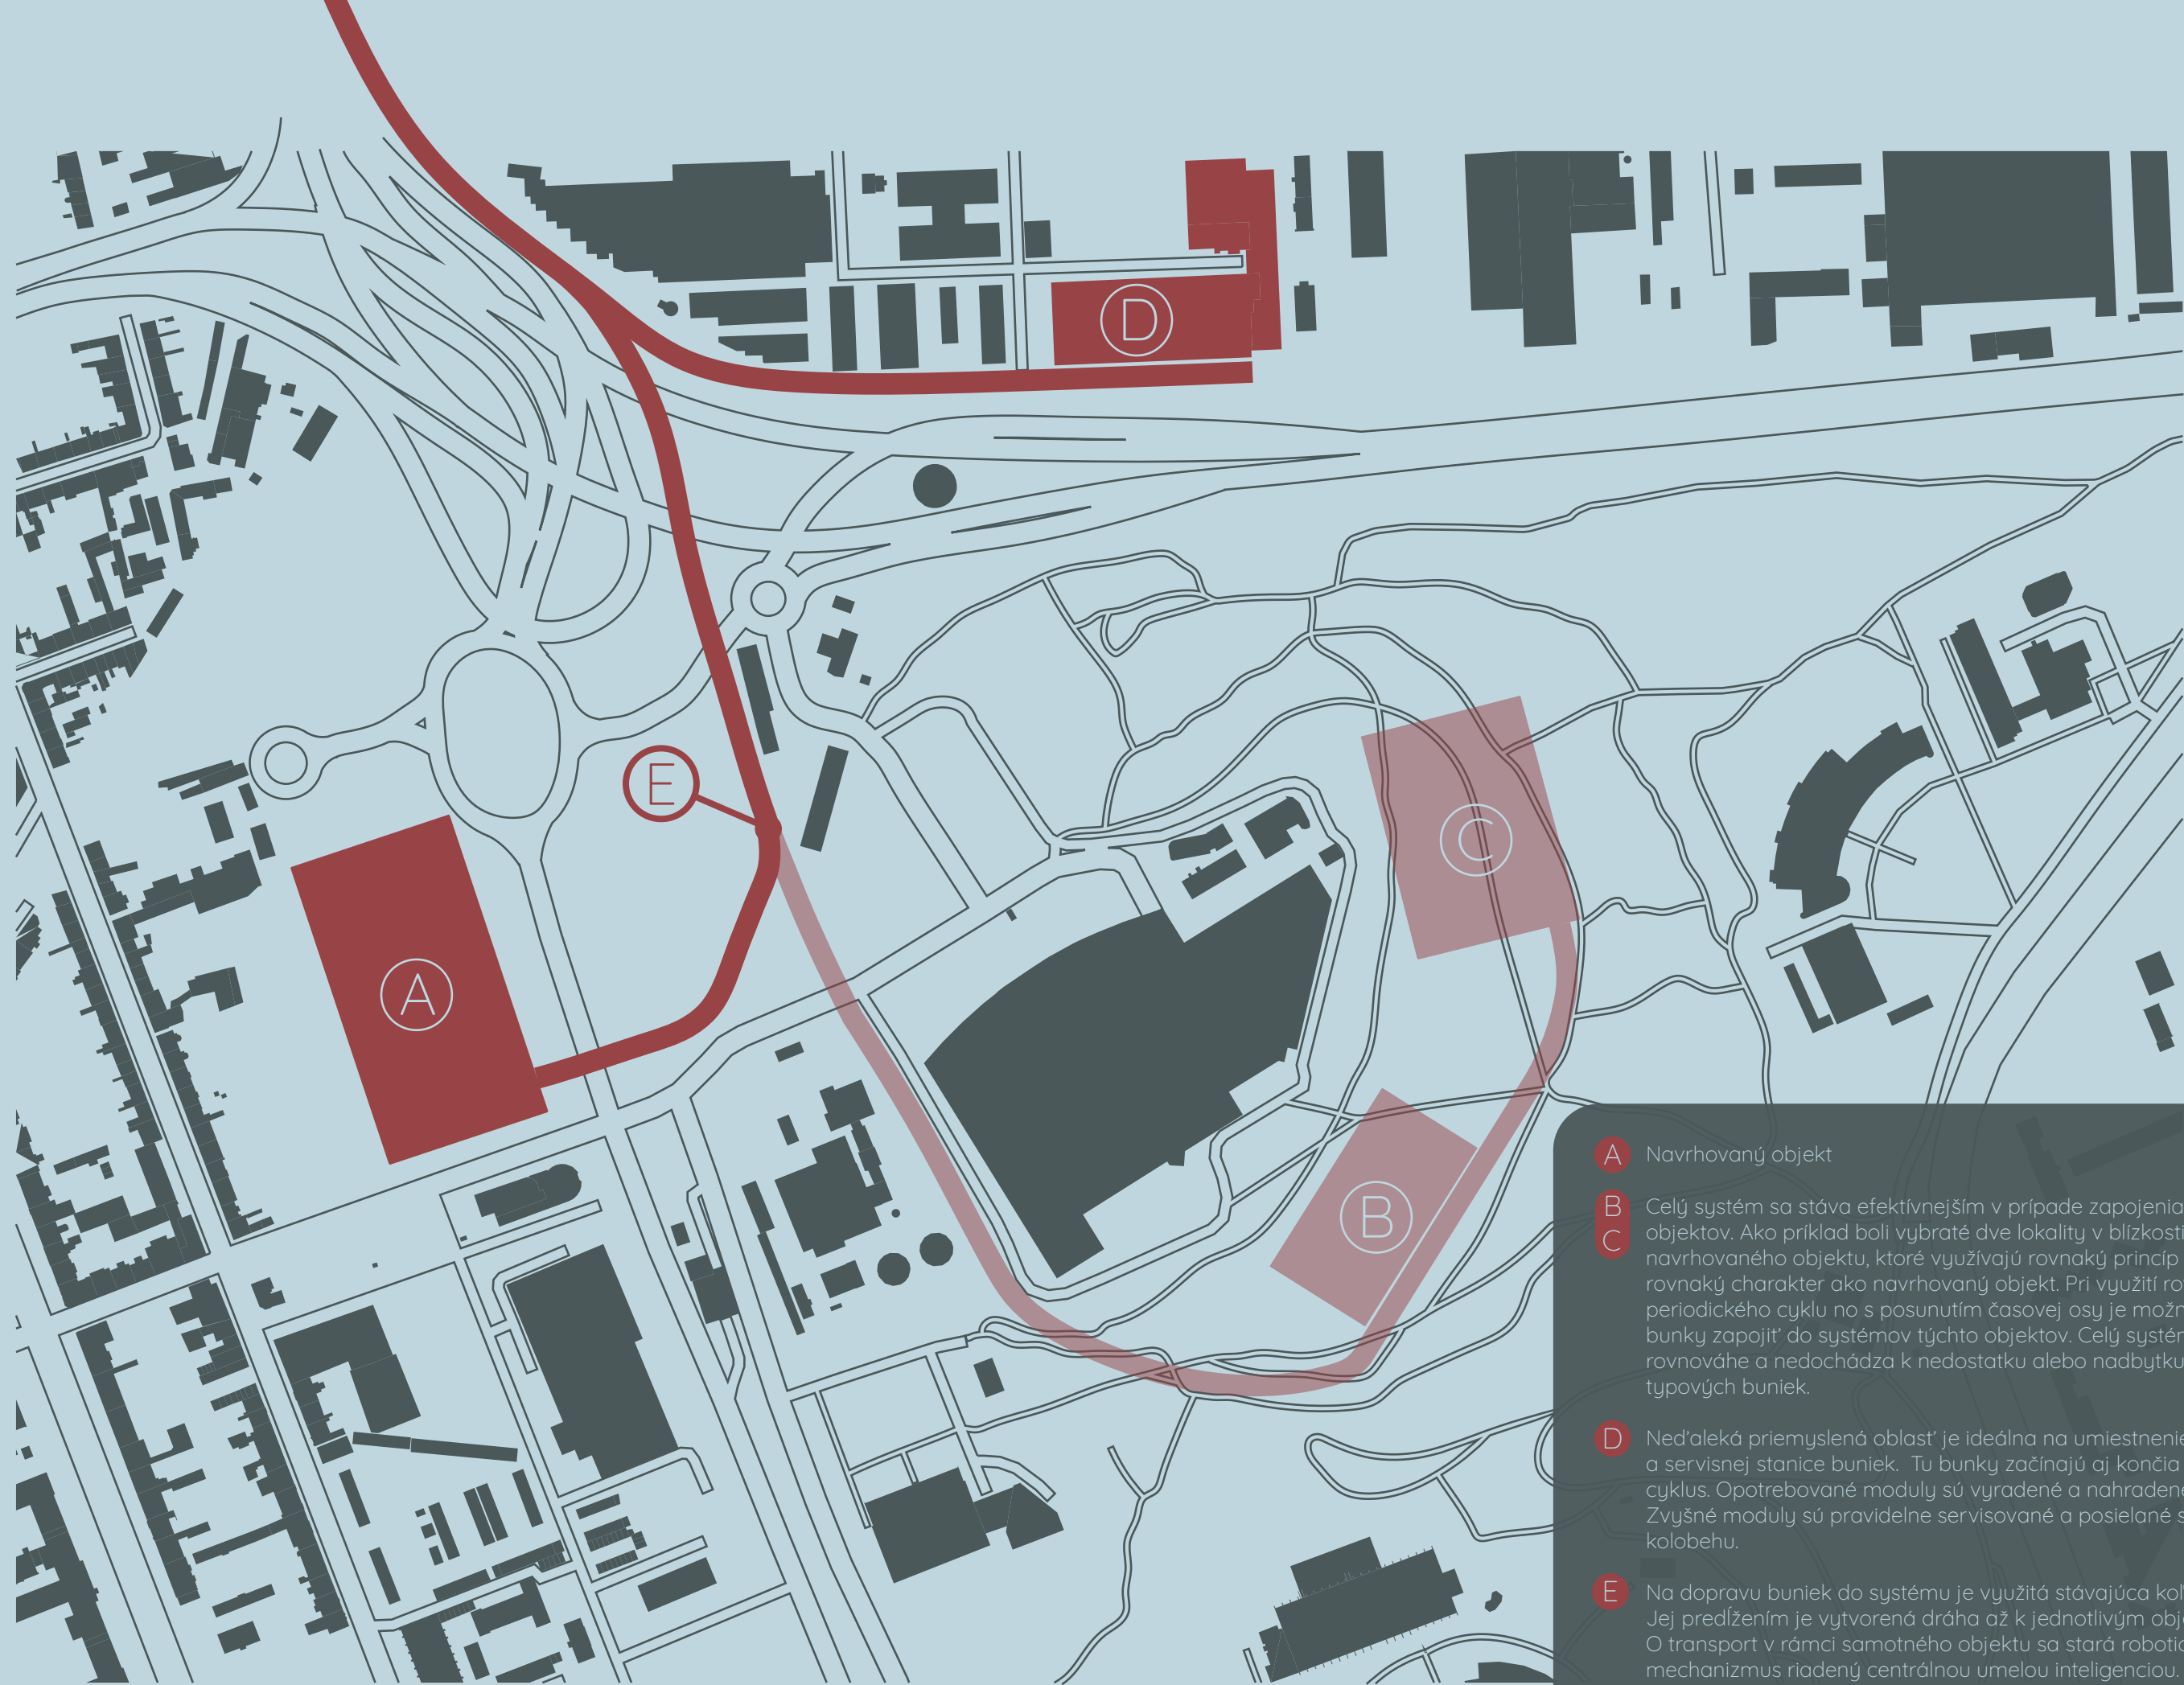 D
E
C
A
B
A Navrhovaný objekt
B Celý systém sa stáva efektívnejším v prípade zapojenia
C objektov. Ako príklad boli vybraté dve lokality v blízkosti
navrhovaného objektu, ktoré využívajú rovnaký princíp
rovnaký charakter ako navrhovaný objekt. Pri využití
periodického cyklu no s posunutím časovej osy je
bunky zapojiť do systémov týchto objektov. Celý
rovnováhe a nedochádza k nedostatku alebo nadbytku
typových buniek.
D Neďaleká priemyslená oblasť je ideálna na
a servisnej stanice buniek. Tu bunky začínajú aj končia
cyklus. Opotrebované moduly sú vyradené a
Zvyšné moduly sú pravidelne servisované a posielané
kolobehu.
E Na dopravu buniek do systému je využitá stávajúca
Jej predĺžením je vytvorená dráha až k jednotlivým
O transport v rámci samotného objektu sa stará
mechanizmus riadený centrálnou umelou inteligenciou.